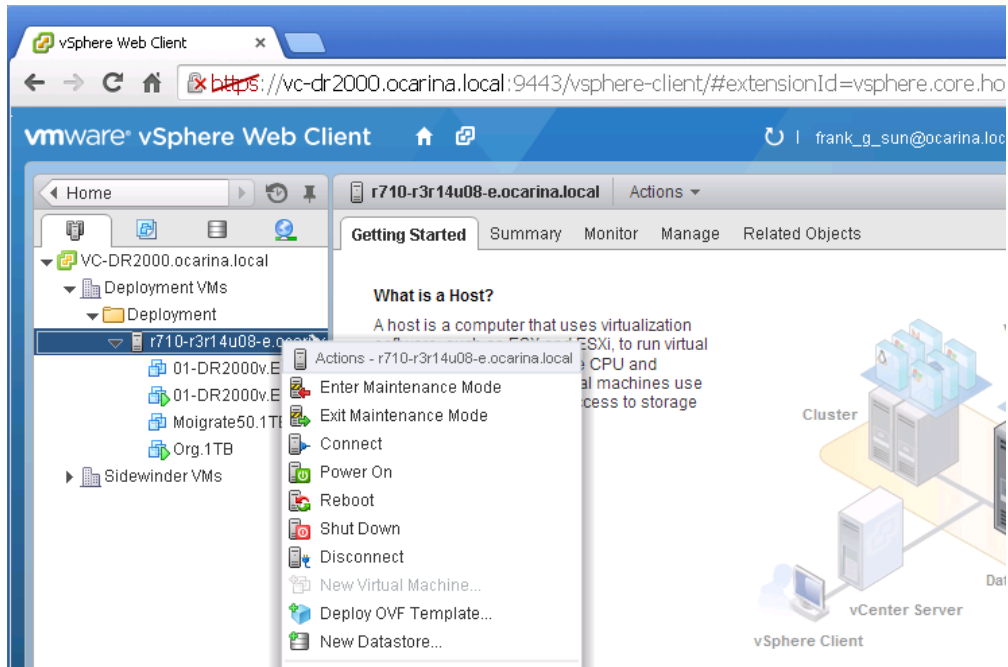 vSphere Web Client
https://vc-dr2000.ocarina.local:9443/vsphere-client/#extensionId=vsphere.core.ho
vmware® vSphere Web Client
frank_g_sun@ocarina.loc
Home
r710-r3r14u08-e.ocarina.local Actions
Getting Started Summary Monitor Manage Related Objects
VC-DR2000.ocarina.local
Deployment VMs
Deployment
r710-r3r14u08-e.ocarina
01-DR2000v.E
01-DR2000v.E
Moigrate50.1TE
Org.1TB
Sidewinder VMs
What is a Host?
A host is a computer that uses virtualization
ESXi, to run virtual
CPU and
machines use
access to storage
Actions - r710-r3r14u08-e.ocarina.local
Enter Maintenance Mode
Exit Maintenance Mode
Connect
Power On
Reboot
Shut Down
Disconnect
New Virtual Machine...
Deploy OVF Template...
New Datastore...
Cluster
Dat
vCenter Server
vSphere Client